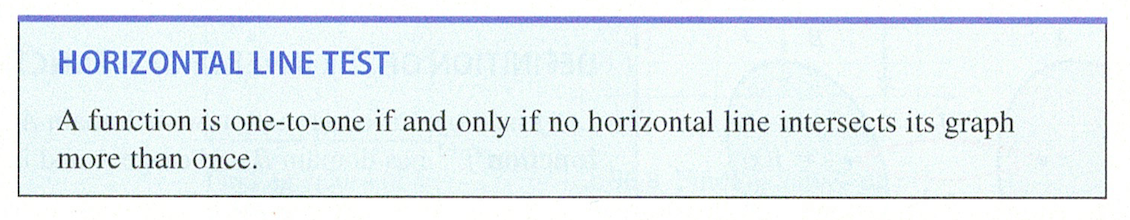 HORIZONTAL LINE TEST
A function is one-to-one if and only if no horizontal line intersects its graph
more than once.